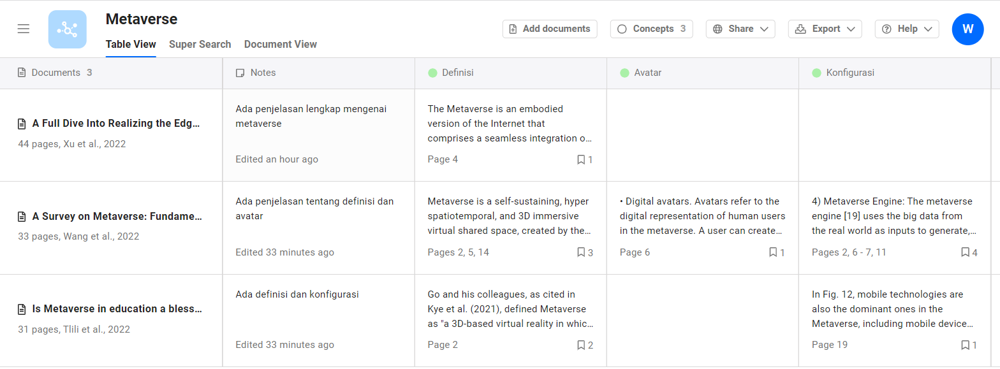 Metaverse
Table View Super Search Document View
Add documents
Concepts 3
Share
Export
Help
W
Documents 3
Notes
Definisi
Avatar
Konfigurasi
A Full Dive Into Realizing the Edg...
44 pages, Xu et al., 2022
Ada penjelasan lengkap mengenai
metaverse
Edited an hour ago
The Metaverse is an embodied
version of the Internet that
comprises a seamless integration o...
Page 4
1
A Survey on Metaverse: Fundame...
33 pages, Wang et al., 2022
Ada penjelasan tentang definisi dan
avatar
Edited 33 minutes ago
Metaverse is a self-sustaining, hyper
spatiotemporal, and 3D immersive
virtual shared space, created by the...
Pages 2, 5, 14
3
• Digital avatars. Avatars refer to the
digital representation of human users
in the metaverse. A user can create...
Page 6
1
4) Metaverse Engine: The metaverse
engine [19] uses the big data from
the real world as inputs to generate,...
Pages 2, 6 - 7, 11
4
Is Metaverse in education a bless...
31 pages, Tlili et al., 2022
Ada definisi dan konfigurasi
Edited 33 minutes ago
Go and his colleagues, as cited in
Kye et al. (2021), defined Metaverse
as "a 3D-based virtual reality in whic...
Page 2
2
In Fig. 12, mobile technologies are
also the dominant ones in the
Metaverse, including mobile device...
Page 19
1